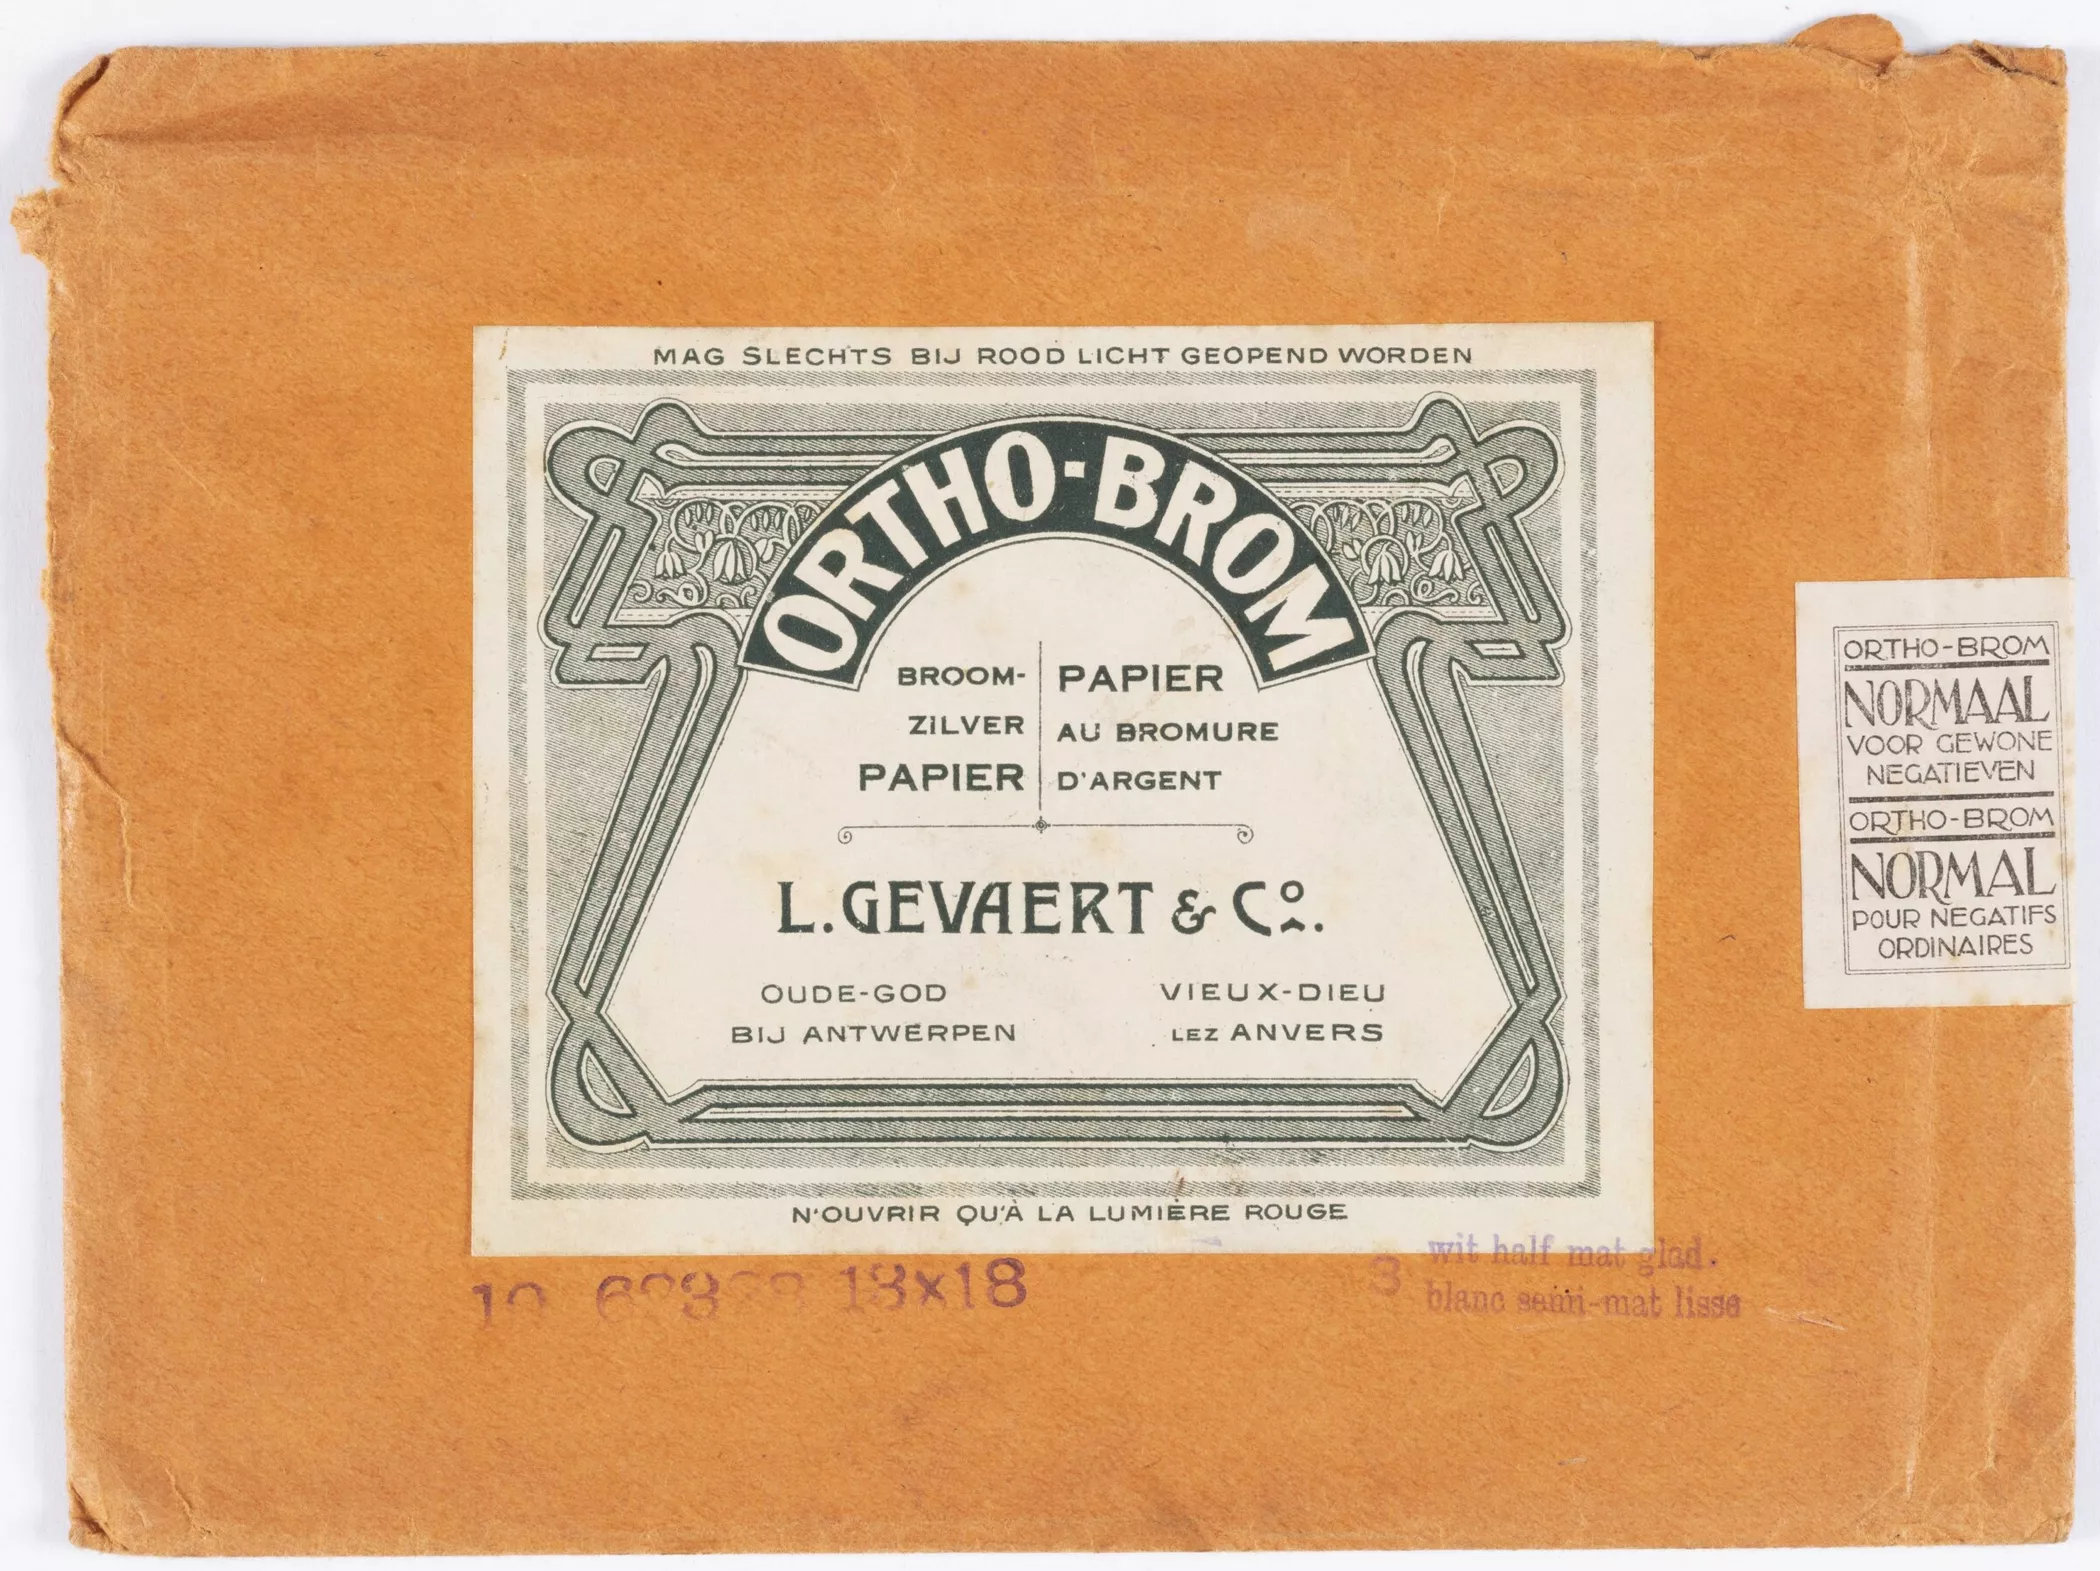 MAG SLECHTS BIJ ROOD LICHT GEOPEND WORDEN
ORTHO-BROM
BROOM-
ZILVER
PAPIER
PAPIER
AU BROMURE
D'ARGENT
L. GEVAERT & Cº.
OUDE-GOD
BIJ ANTWERPEN
VIEUX-DIEU
LEZ ANVERS
N'OUVRIR QU'À LA LUMIÈRE ROUGE
13x18
3
wit half mat glad.
blanc semi-mat lisse
ORTHO-BROM
NORMAAL
VOOR GEWONE
NEGATIEVEN
ORTHO-BROM
NORMAL
POUR NEGATIFS
ORDINAIRES